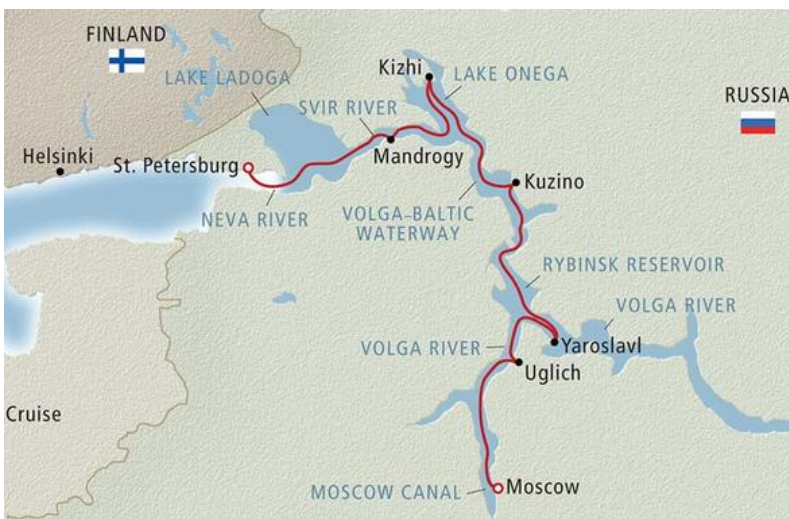 FINLAND
LAKE LADOGA
Kizhi
LAKE ONEGA
RUSSIA
SVIR RIVER
Helsinki
St. Petersburg
Mandrogy
NEVA RIVER
VOLGA–BALTIC
WATERWAY
Kuzino
RYBINSK RESERVOIR
VOLGA RIVER
VOLGA RIVER
Yaroslavl
Uglich
Cruise
MOSCOW CANAL
Moscow